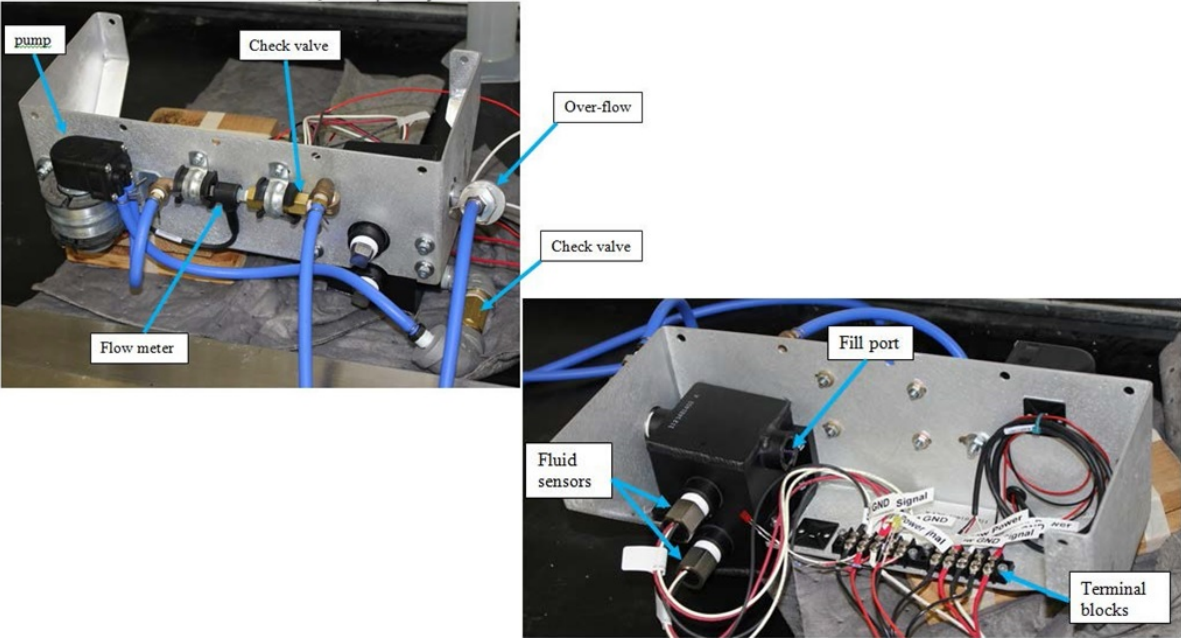 pump
Check valve
Over-flow
Check valve
Flow meter
Fill port
Fluid
sensors
GND Signal
GND
Power
Power
GND Signal
Terminal
blocks